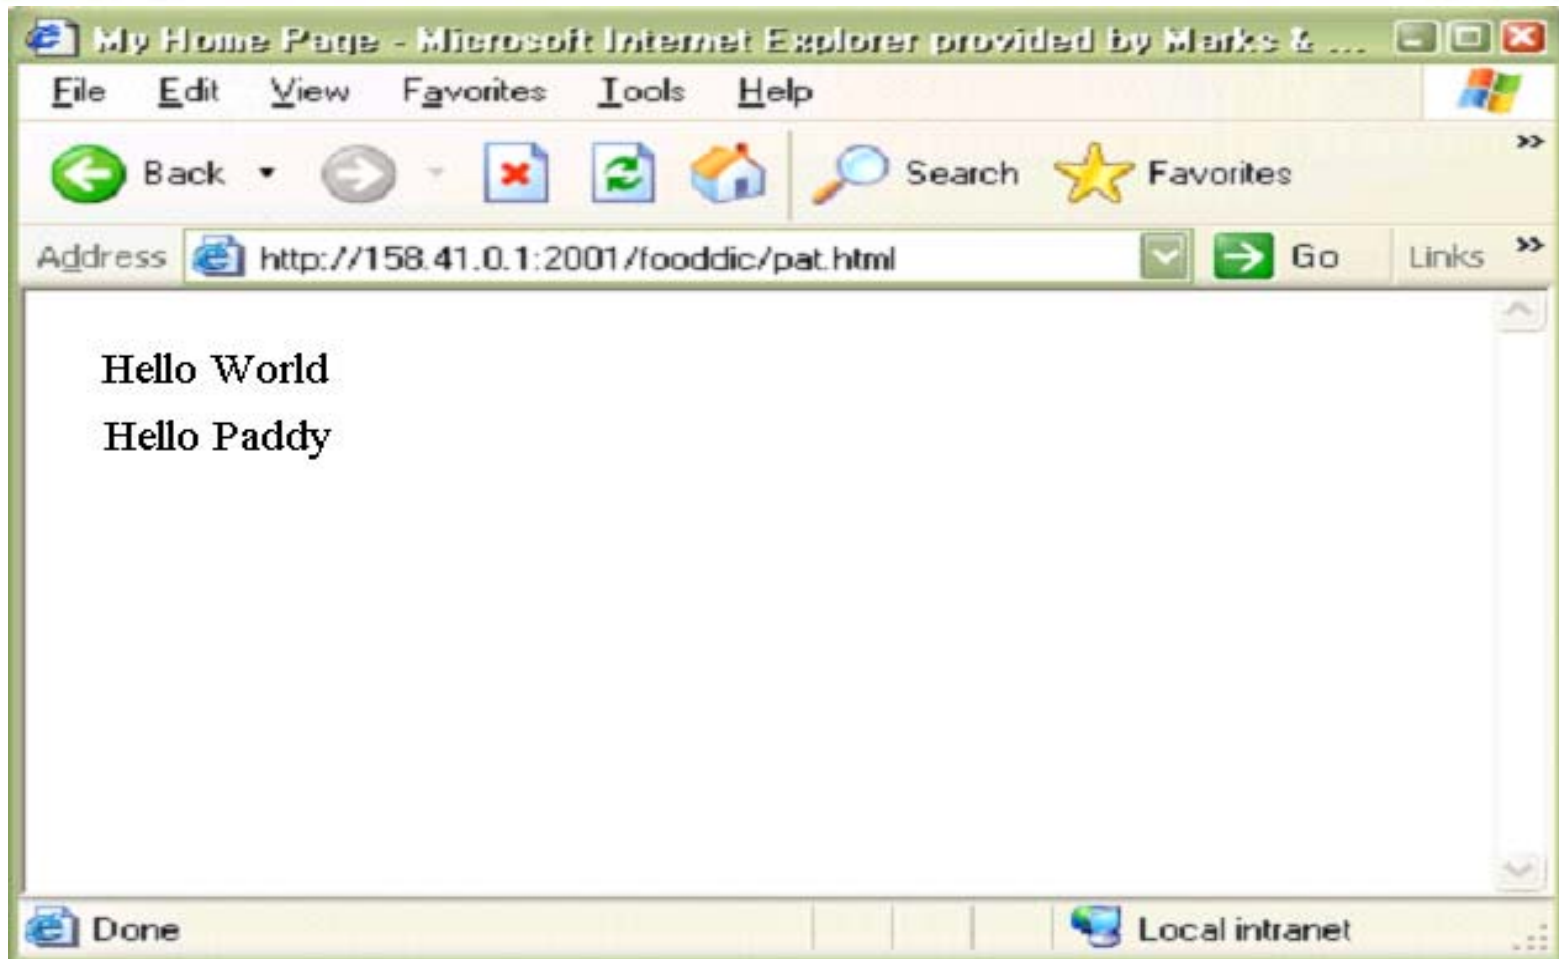 My Home Page - Microsoft Internet Explorer provided by Marks & ...
File Edit View Favorites Tools Help
Back Search Favorites »
Address http://158.41.0.1:2001/fooddic/pat.html Go Links »
Hello World
Hello Paddy
Done Local intranet